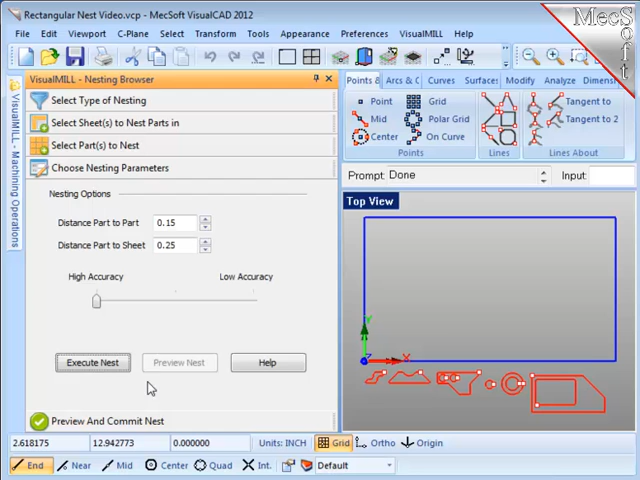 Rectangular Nest Video.vcp - MecSoft VisualCAD 2012
MecSoft
File Edit Viewport C-Plane Select Transform Tools Appearance Preferences VisualMILL Help
VisualMILL - Machining Operations
VisualMILL - Nesting Browser
Select Type of Nesting
Select Sheet(s) to Nest Parts in
Select Part(s) to Nest
Choose Nesting Parameters
Nesting Options
Distance Part to Part 0.15
Distance Part to Sheet 0.25
High Accuracy Low Accuracy
Execute Nest Preview Nest Help
Preview And Commit Nest
Points & Arcs & C Curves Surface Modify Analyze Dimens
Point Grid Tangent to
Mid Polar Grid Tangent to 2
Center On Curve
Points Lines Lines About
Prompt: Done Input:
Top View
Y
Z X
2.618175 12.942773 0.000000 Units: INCH Grid Ortho Origin
End Near Mid Center Quad Int. Default